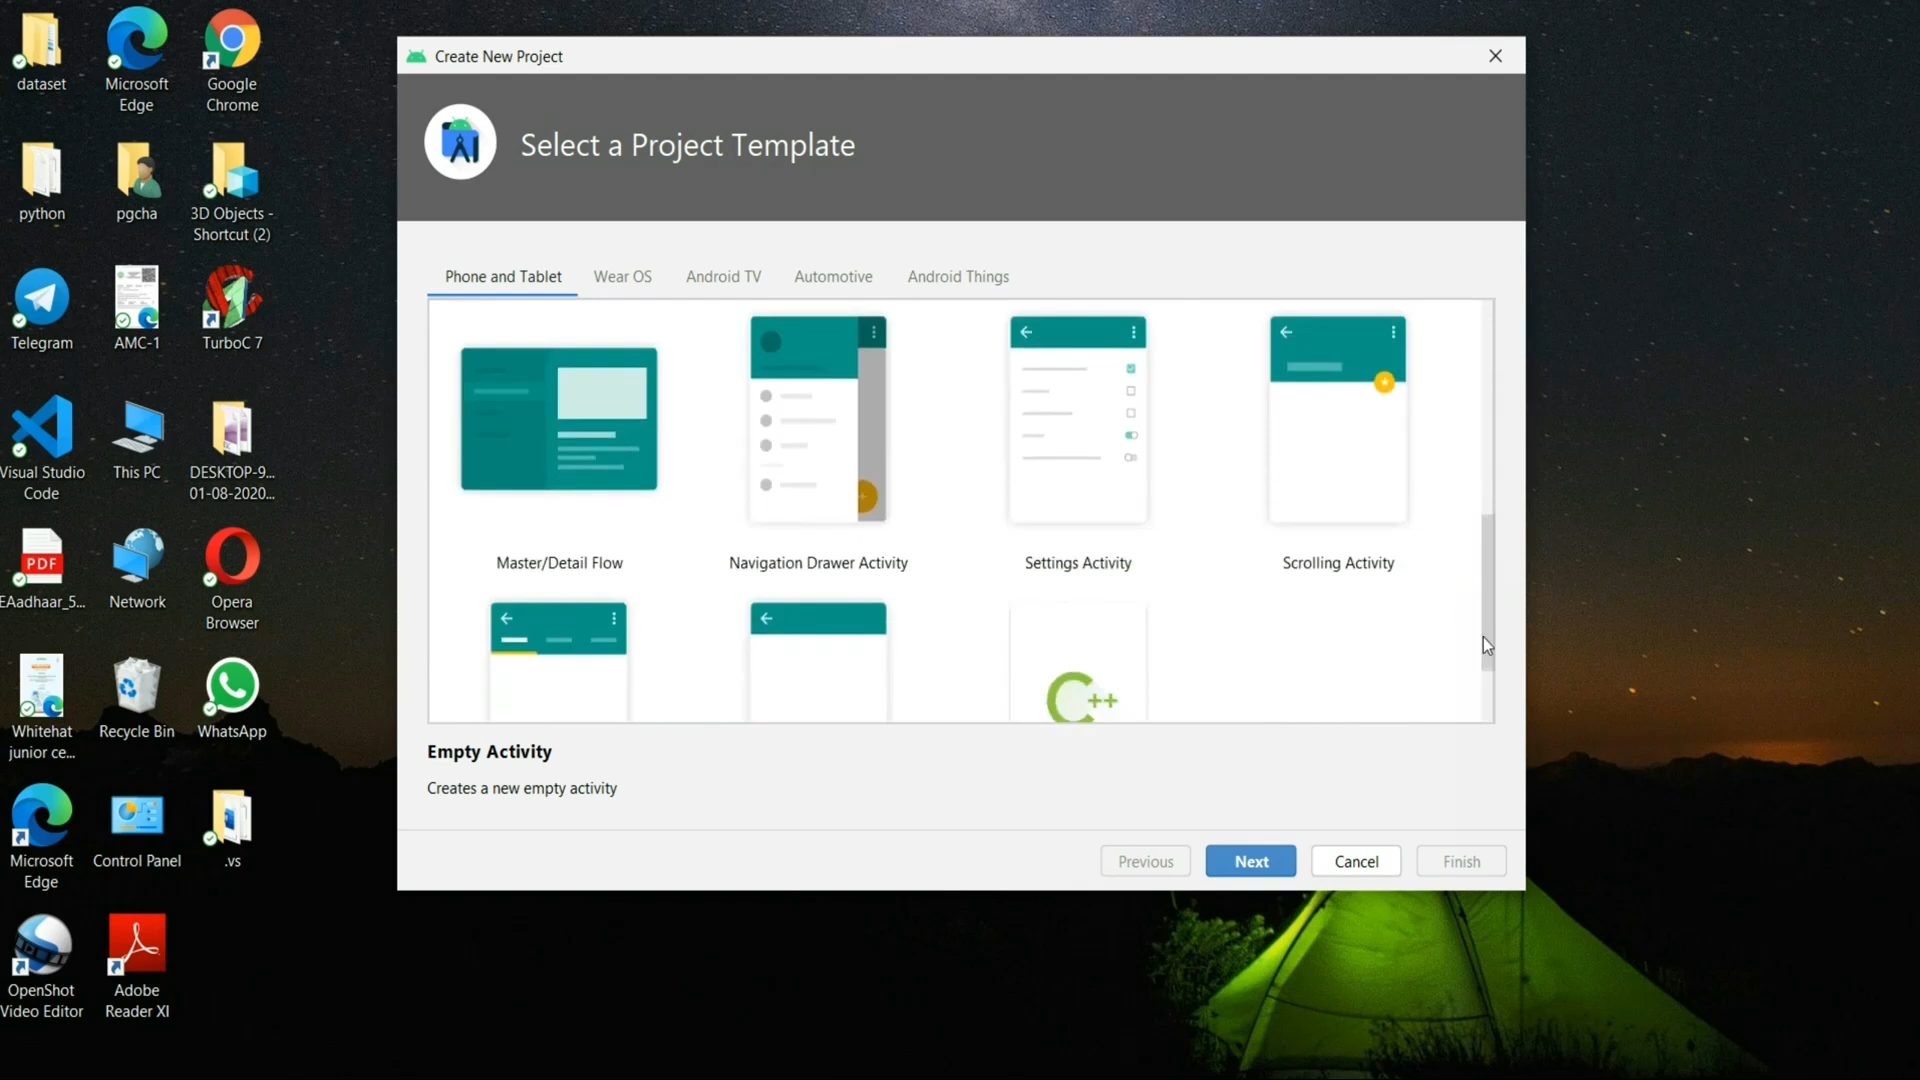 dataset
Microsoft
Edge
Google
Chrome
python
pgcha
3D Objects -
Shortcut (2)
Telegram
AMC-1
TurboC 7
Visual Studio
Code
This PC
DESKTOP-9...
01-08-2020...
PDF
EAadhaar_5...
Network
Opera
Browser
Whitehat
junior ce...
Recycle Bin
WhatsApp
Microsoft
Edge
Control Panel
.vs
OpenShot
Video Editor
Adobe
Reader XI
Create New Project
Select a Project Template
Phone and Tablet
Wear OS
Android TV
Automotive
Android Things
Master/Detail Flow
Navigation Drawer Activity
Settings Activity
Scrolling Activity
C++
Empty Activity
Creates a new empty activity
Previous
Next
Cancel
Finish